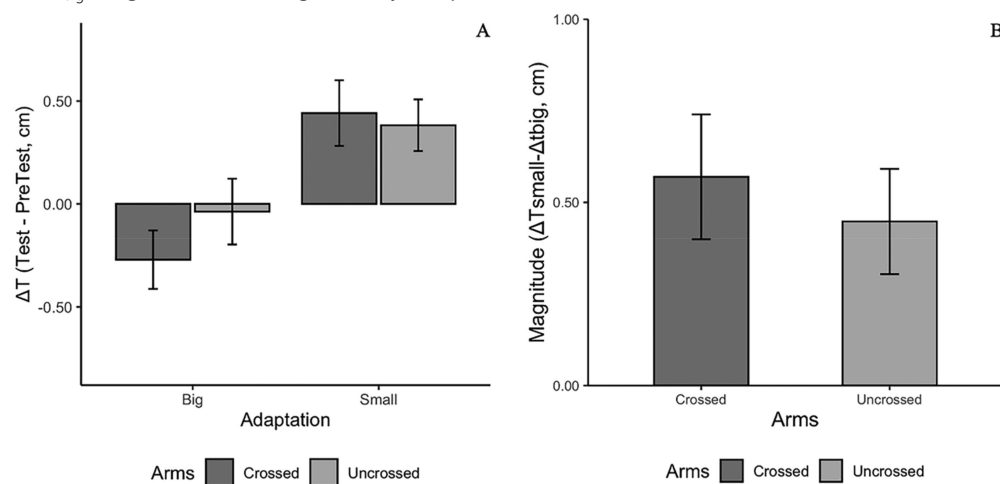 A
ΔT (Test - PreTest, cm)
0.50
0.00
-0.50
Big
Small
Adaptation
Arms Crossed Uncrossed
B
Magnitude (ΔTsmall-Δtbig, cm)
1.00
0.50
0.00
Crossed
Uncrossed
Arms
Arms Crossed Uncrossed